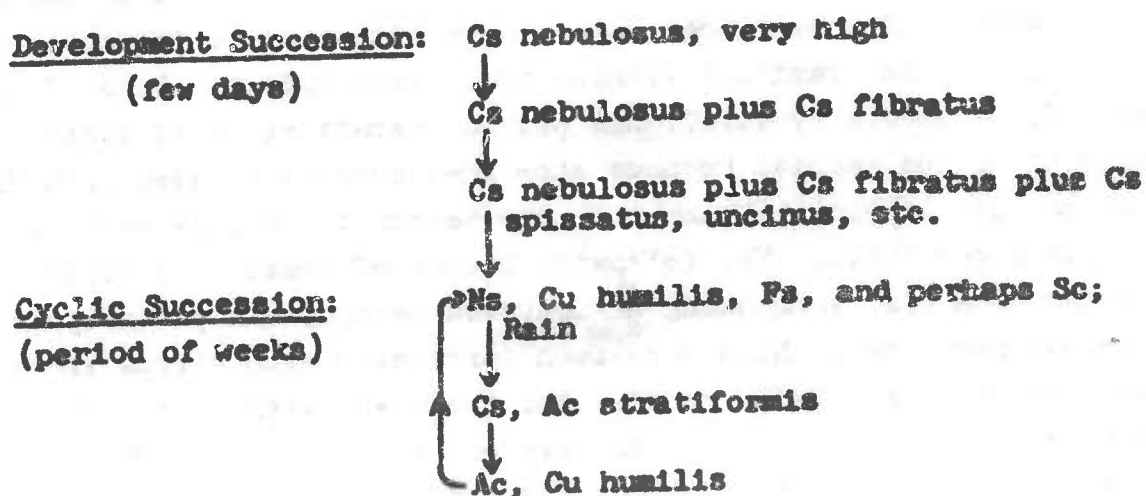 Development Succession: Cs nebulosus, very high
(few days)
Cs nebulosus plus Cs fibratus
Cs nebulosus plus Cs fibratus plus Cs
spissatus, uncinus, etc.
Cyclic Succession: Ns, Cu humilis, Fs, and perhaps Sc;
(period of weeks) Rain
Cs, Ac stratiformis
Ac, Cu humilis